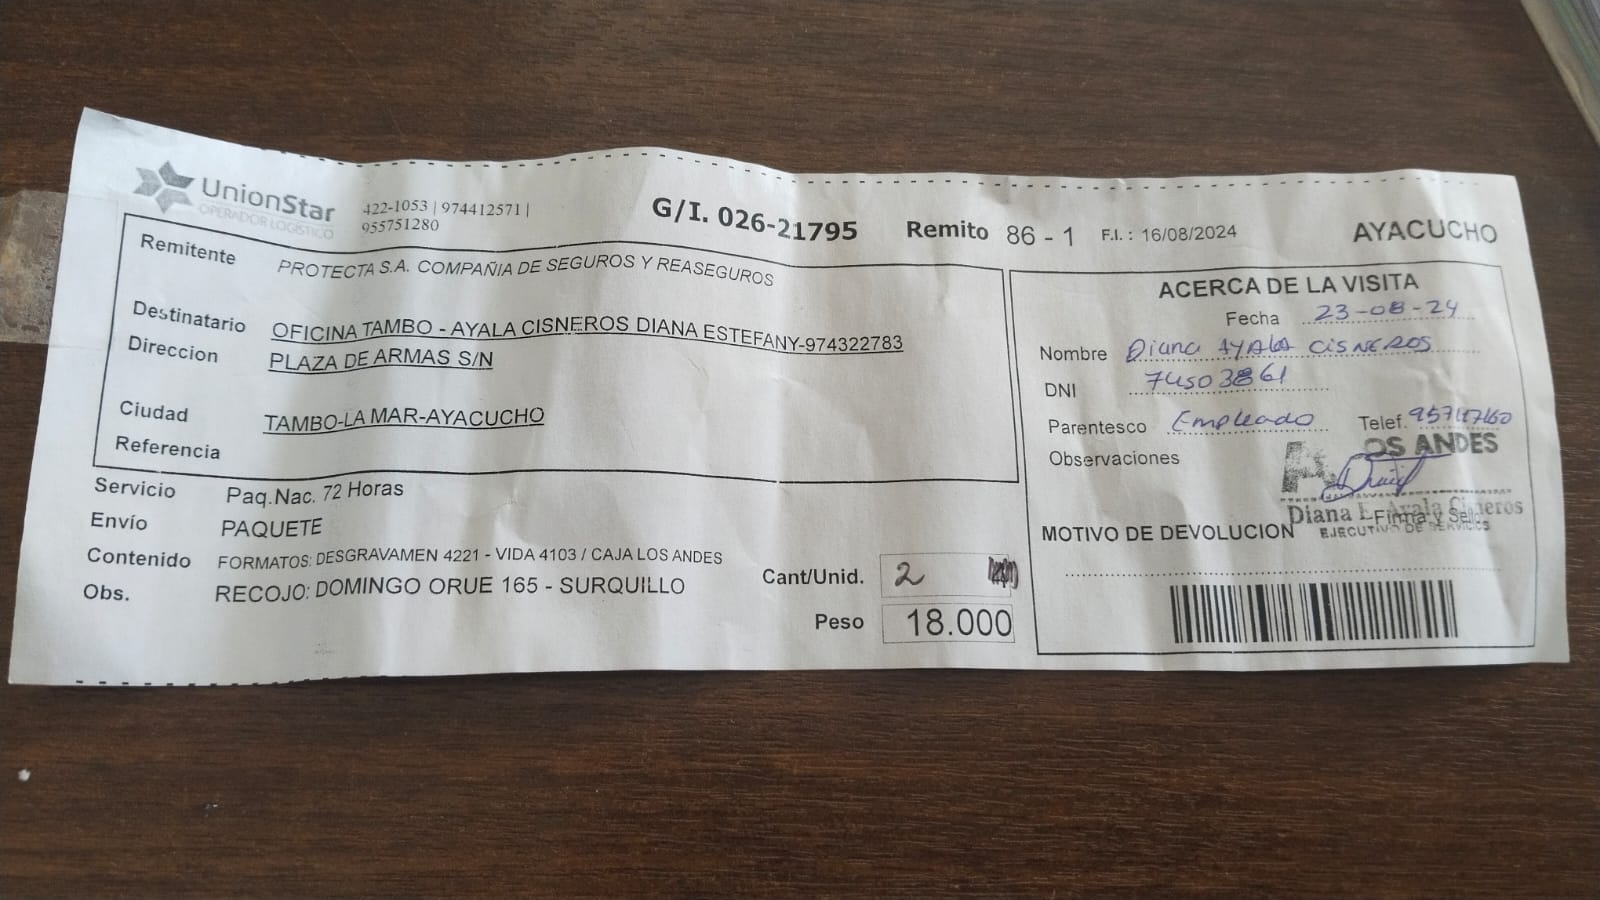 UnionStar
OPERADOR LOGISTICO
422-1053 | 974412571 |
955751280
G/I. 026-21795
Remito 86 - 1
F.I. : 16/08/2024
AYACUCHO
Remitente PROTECTA S.A. COMPAÑIA DE SEGUROS Y REASEGUROS
Destinatario OFICINA TAMBO - AYALA CISNEROS DIANA ESTEFANY-974322783
Direccion PLAZA DE ARMAS S/N
Ciudad TAMBO-LA MAR-AYACUCHO
Referencia
Servicio Paq.Nac. 72 Horas
Envío PAQUETE
Contenido FORMATOS: DESGRAVAMEN 4221 - VIDA 4103 / CAJA LOS ANDES
Obs. RECOJO: DOMINGO ORUE 165 - SURQUILLO
Cant/Unid. 2
Peso 18.000
ACERCA DE LA VISITA
Fecha 23-08-24
Nombre Diana AYALA CISNEROS
DNI 74503861
Parentesco Empleado Telef.
Observaciones
OS ANDES
Diana E. Ayala Cisneros
Firma y Sello
EJECUTIVO DE SERVICIOS
MOTIVO DE DEVOLUCION